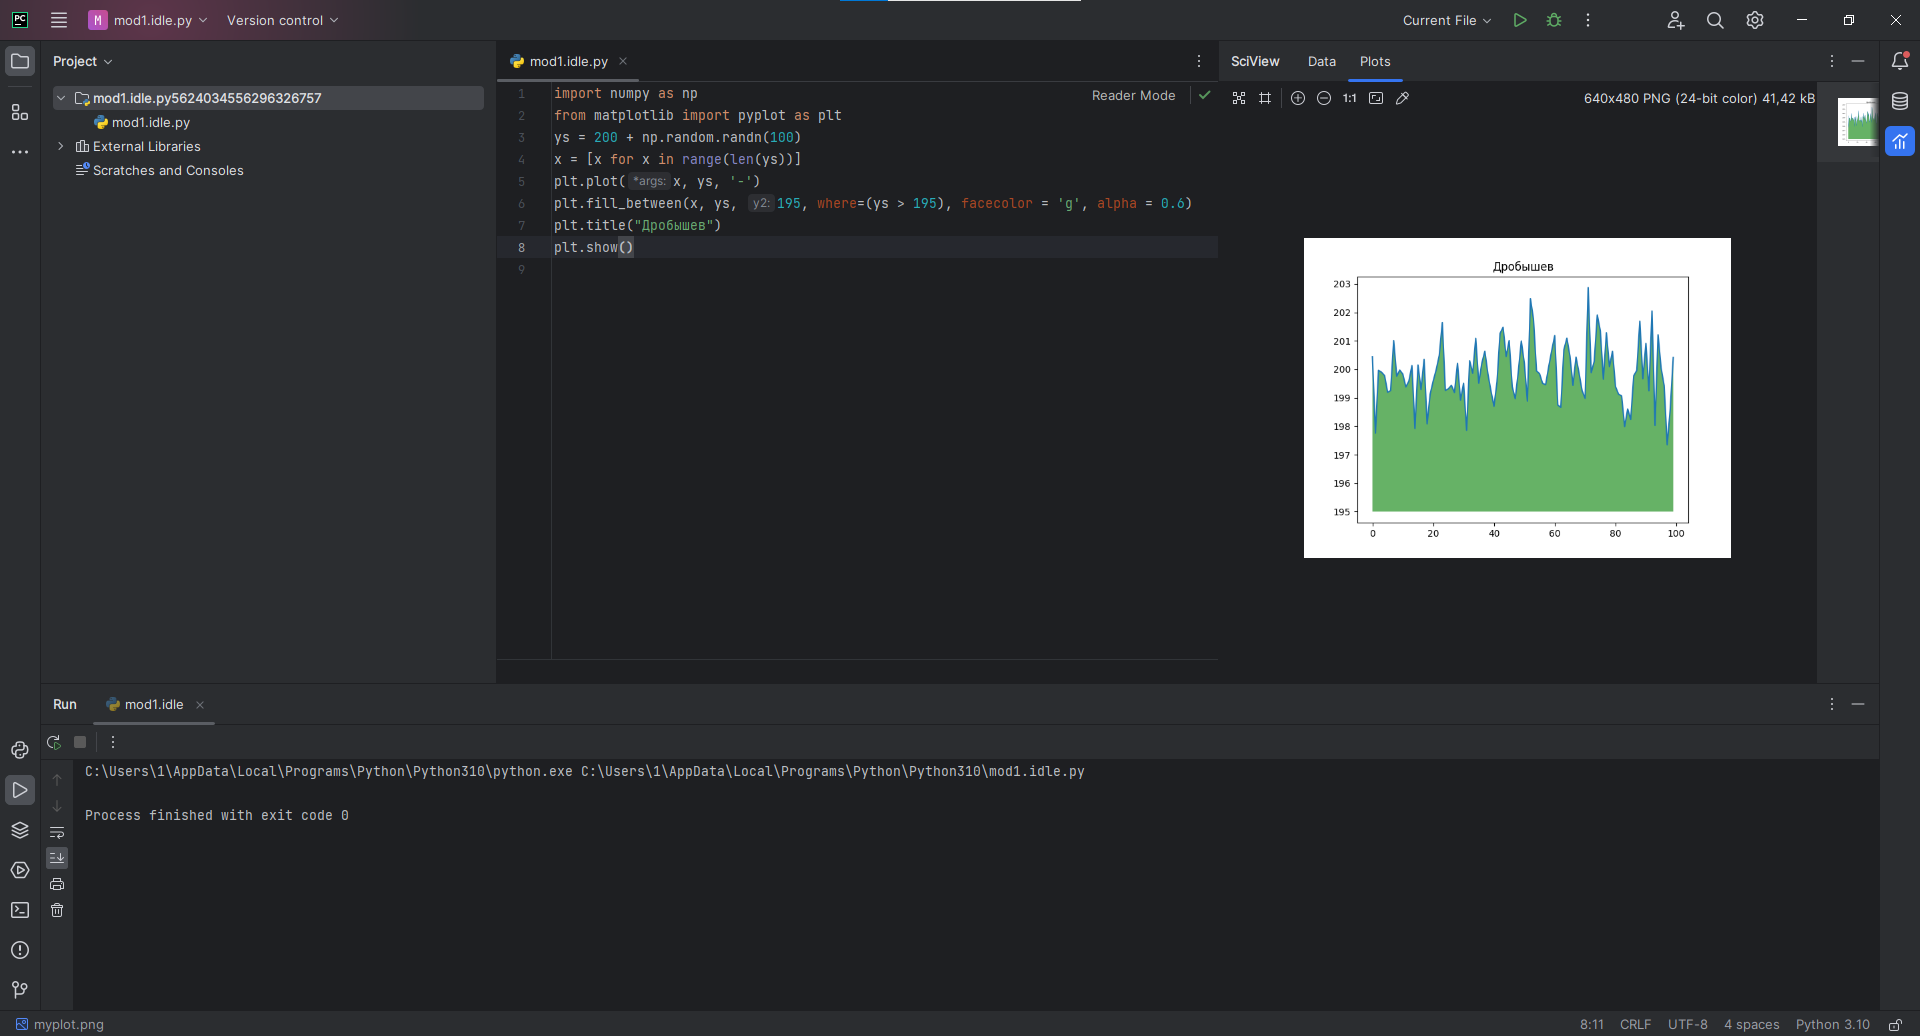 PC M mod1.idle.py Version control Current File
Project
mod1.idle.py5624034556296326757
mod1.idle.py
External Libraries
Scratches and Consoles
mod1.idle.py
Reader Mode
1 import numpy as np
2 from matplotlib import pyplot as plt
3 ys = 200 + np.random.randn(100)
4 x = [x for x in range(len(ys))]
5 plt.plot( *args: x, ys, '-')
6 plt.fill_between(x, ys, y2: 195, where=(ys > 195), facecolor = 'g', alpha = 0.6)
7 plt.title("Дробышев")
8 plt.show()
9
SciView Data Plots
1:1 640x480 PNG (24-bit color) 41,42 kB
Дробышев
203
202
201
200
199
198
197
196
195
0 20 40 60 80 100
Run mod1.idle
C:\Users\1\AppData\Local\Programs\Python\Python310\python.exe C:\Users\1\AppData\Local\Programs\Python\Python310\mod1.idle.py
Process finished with exit code 0
myplot.png 8:11 CRLF UTF-8 4 spaces Python 3.10